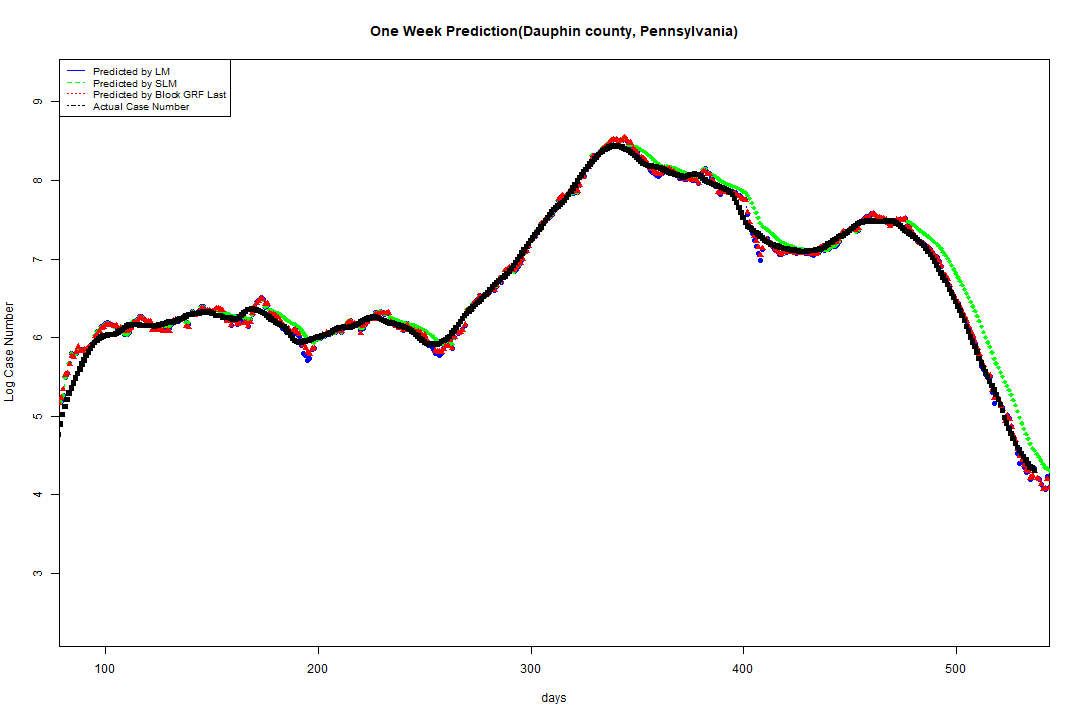 One Week Prediction(Dauphin county, Pennsylvania)
Predicted by LM
Predicted by SLM
Predicted by Block GRF Last
Actual Case Number
9
8
7
6
5
4
3
Log Case Number
100 200 300 400 500
days